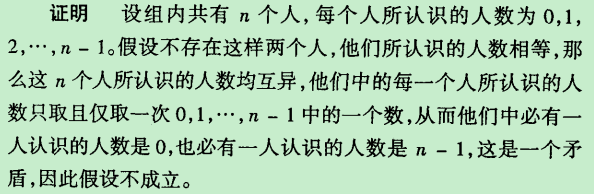 证明 设组内共有 n 个人,每个人所认识的人数为 0,1,
2,…,n－1。假设不存在这样两个人,他们所认识的人数相等,那
么这 n 个人所认识的人数均互异,他们中的每一个人所认识的人
数只取且仅取一次 0,1,…,n－1 中的一个数,从而他们中必有一
人认识的人数是 0,也必有一人认识的人数是 n－1,这是一个矛
盾,因此假设不成立。